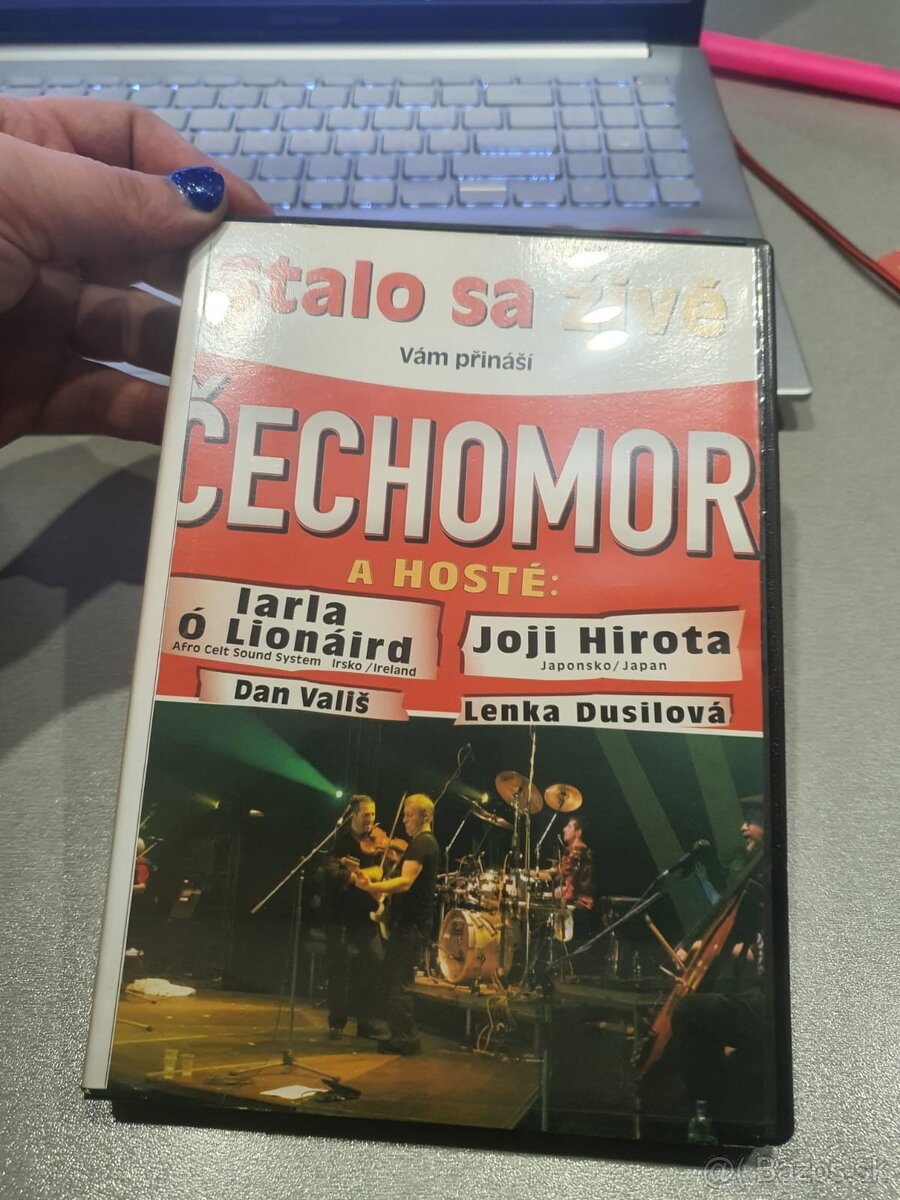 Stalo sa živě
Vám přináší
ČECHOMOR
A HOSTÉ:
Iarla
Ó Lionáird
Afro Celt Sound System Irsko/Ireland
Joji Hirota
Japonsko/Japan
Dan Vališ
Lenka Dusilová
@( Bazos.sk